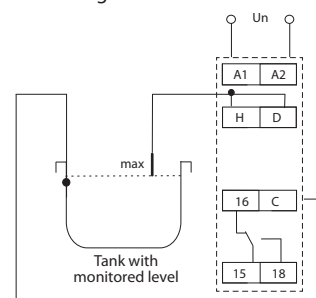 Un
A1 A2
H D
max
16 C
Tank with
monitored level
15 18